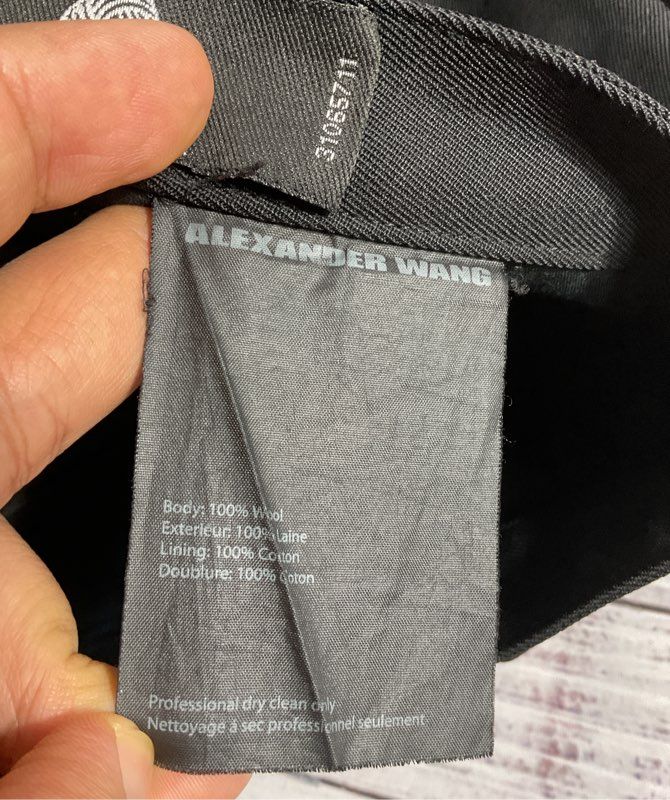 31065711
ALEXANDER WANG
Body: 100% Wool
Exterieur: 100% Laine
Lining: 100% Cotton
Doublure: 100% Coton
Professional dry clean only
Nettoyage á sec professionnel seulement